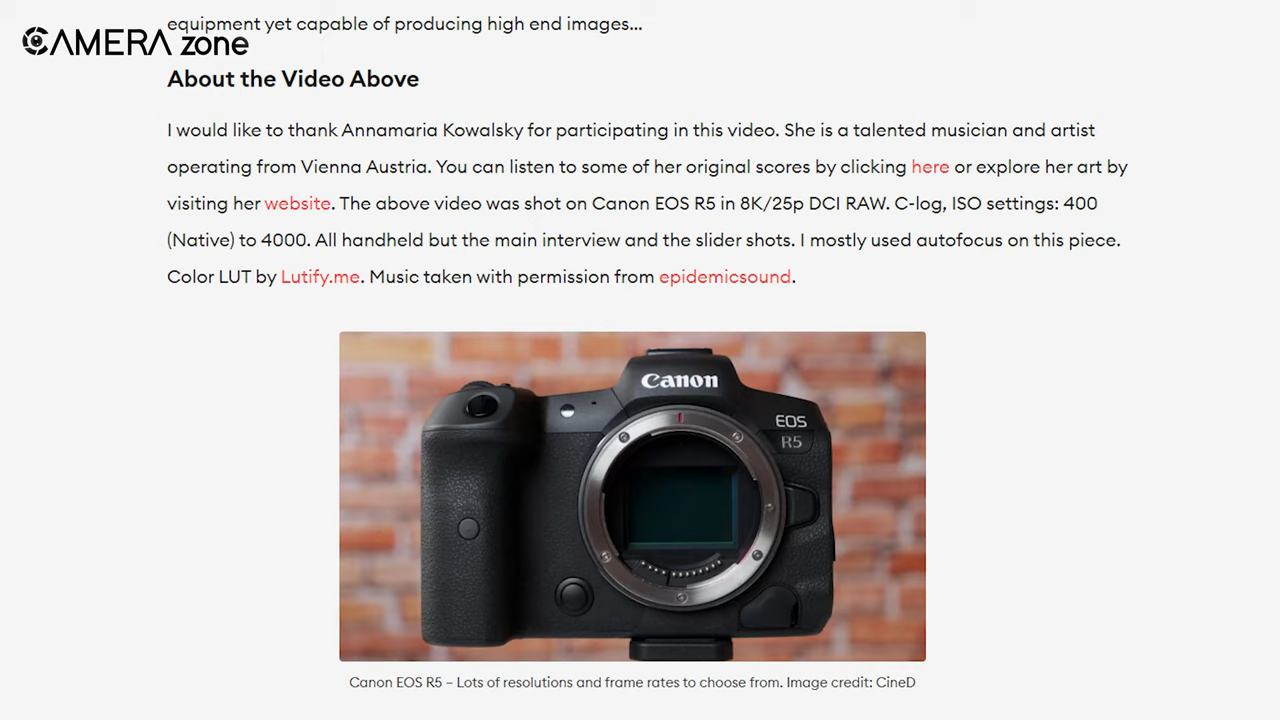 equipment yet capable of producing high end images...
CAMERA zone
About the Video Above
I would like to thank Annamaria Kowalsky for participating in this video. She is a talented musician and artist
operating from Vienna Austria. You can listen to some of her original scores by clicking here or explore her art by
visiting her website. The above video was shot on Canon EOS R5 in 8K/25p DCI RAW. C-log, ISO settings: 400
(Native) to 4000. All handheld but the main interview and the slider shots. I mostly used autofocus on this piece.
Color LUT by Lutify.me. Music taken with permission from epidemicsound.
Canon
EOS
R5
Canon EOS R5 – Lots of resolutions and frame rates to choose from. Image credit: CineD